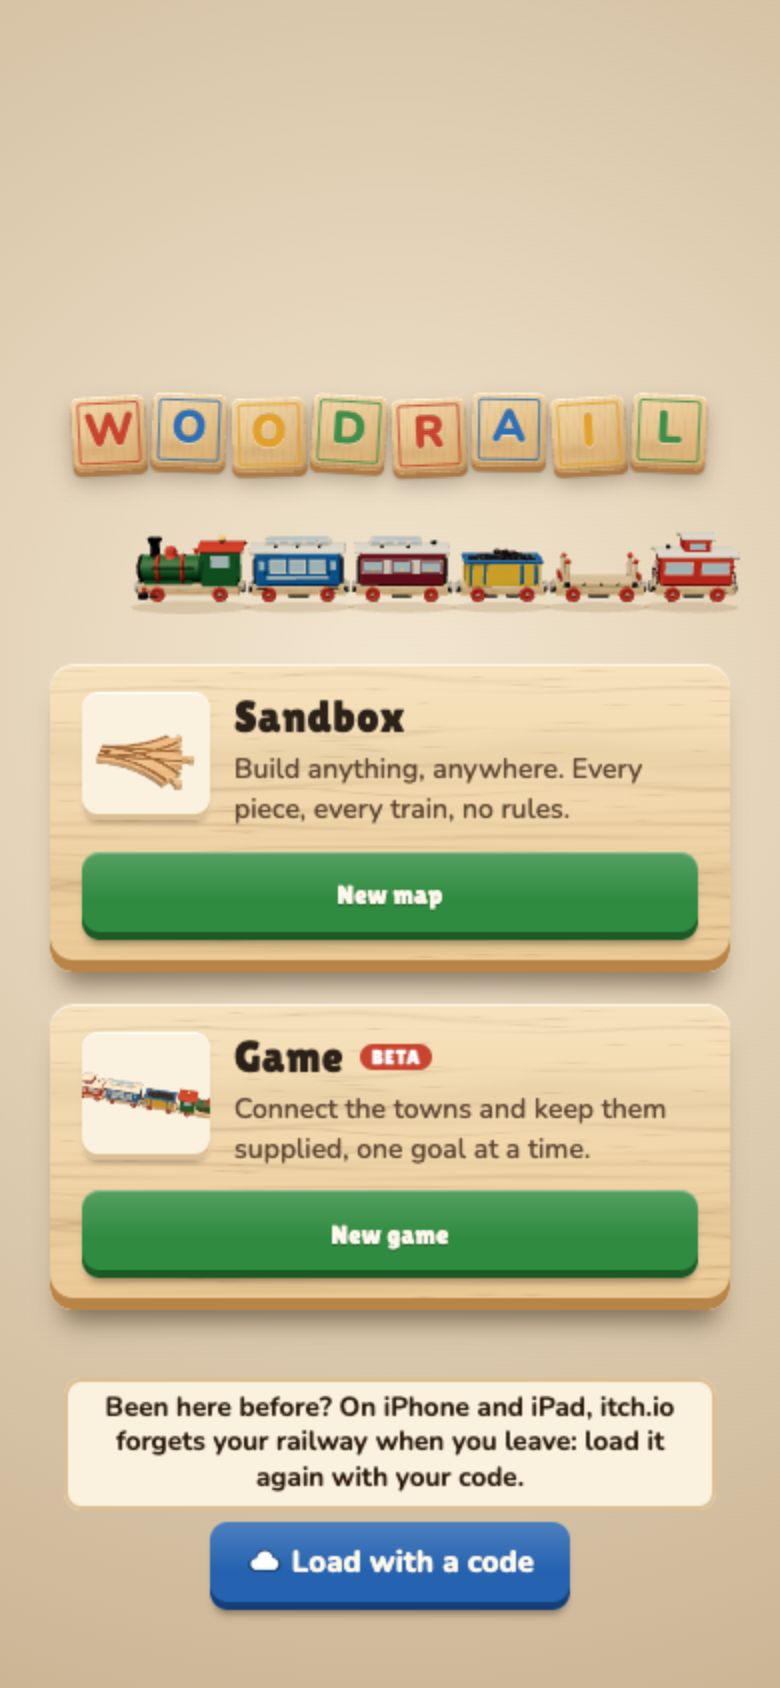 WOODRAIL
Sandbox
Build anything, anywhere. Every
piece, every train, no rules.
New map
Game BETA
Connect the towns and keep them
supplied, one goal at a time.
New game
Been here before? On iPhone and iPad, itch.io
forgets your railway when you leave: load it
again with your code.
Load with a code